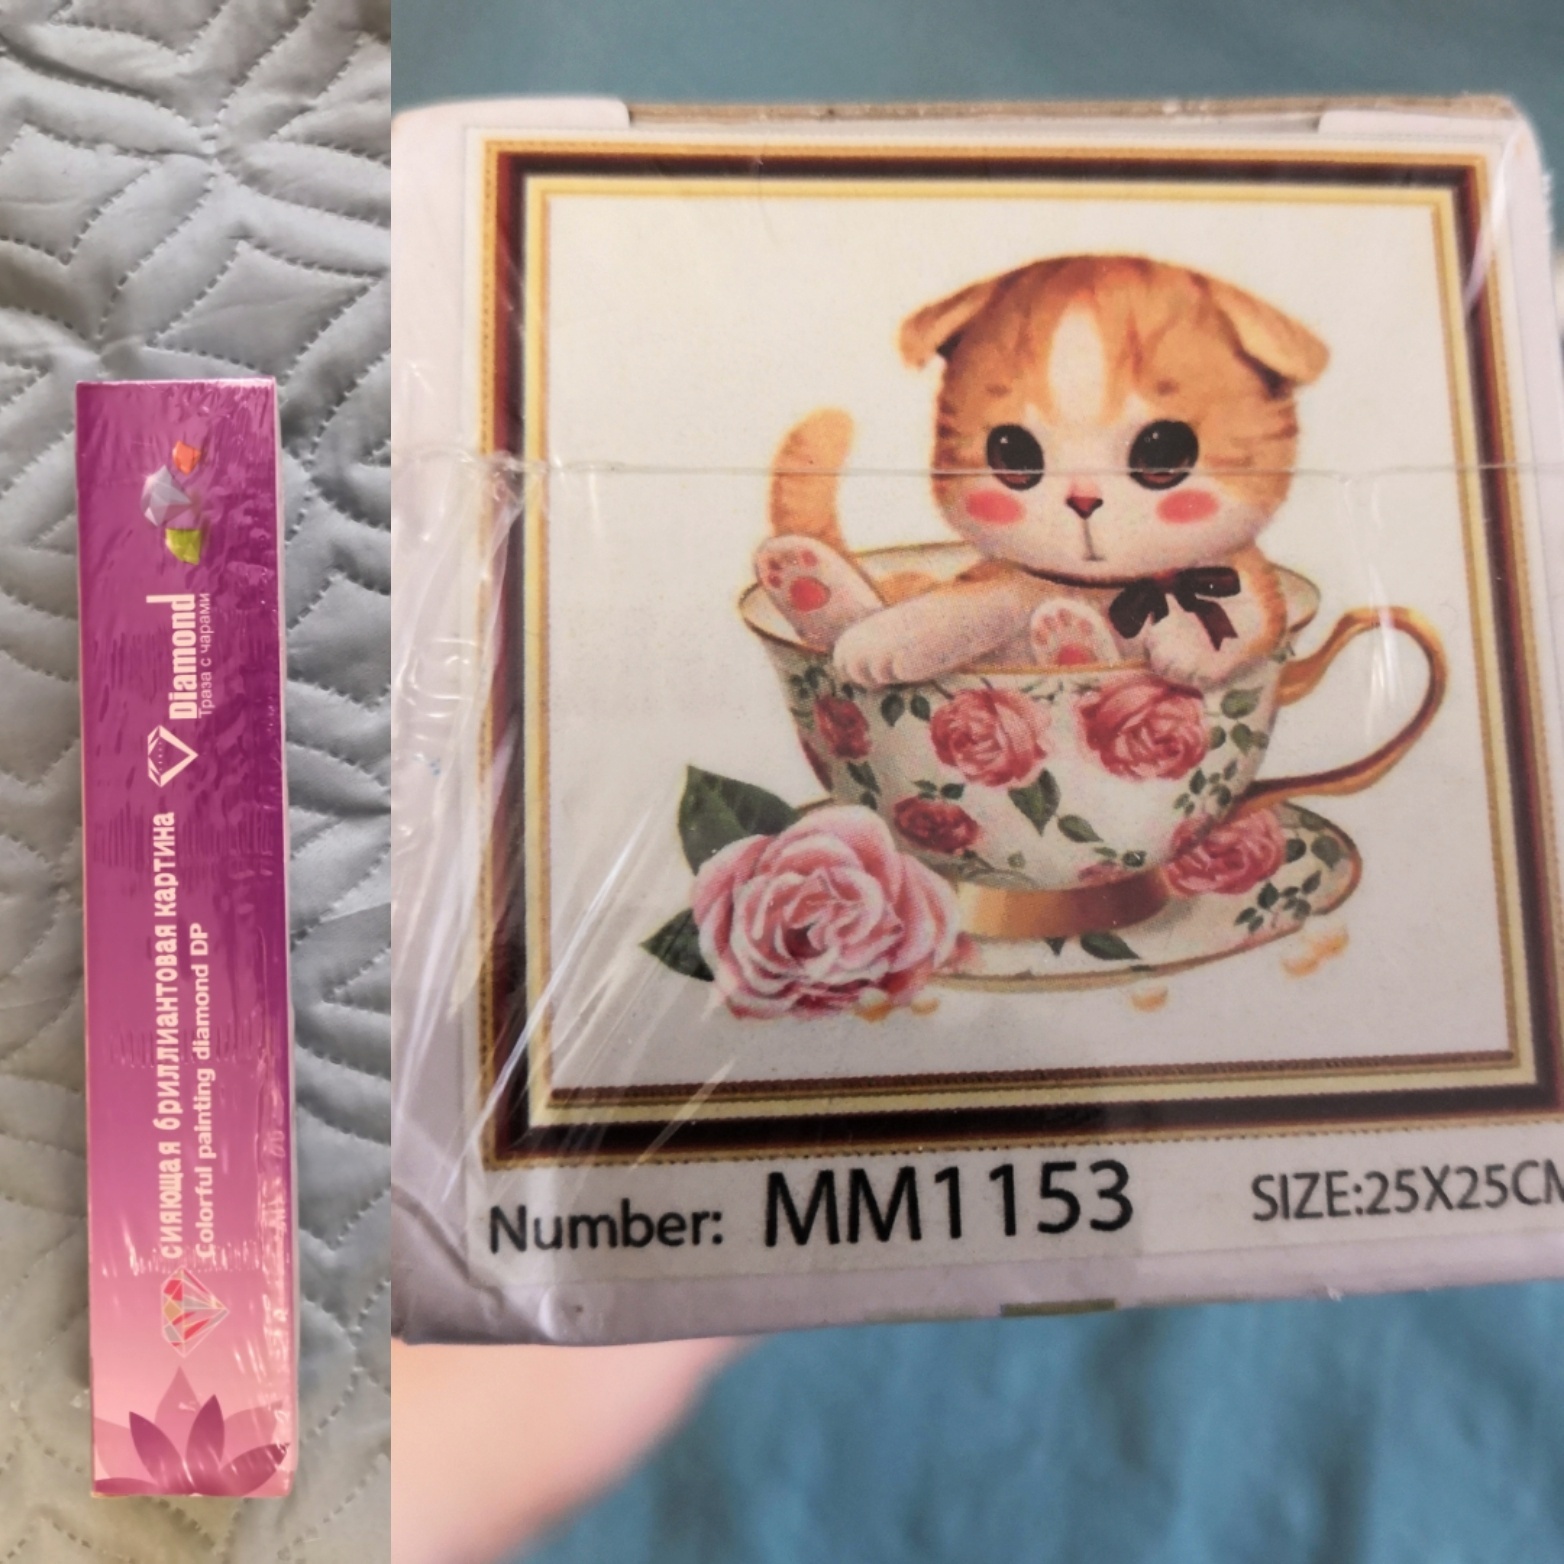 сияющая бриллиантовая картина
Colorful painting diamond DP
Diamond
Траза с чарами
Number: MM1153
SIZE:25X25CM